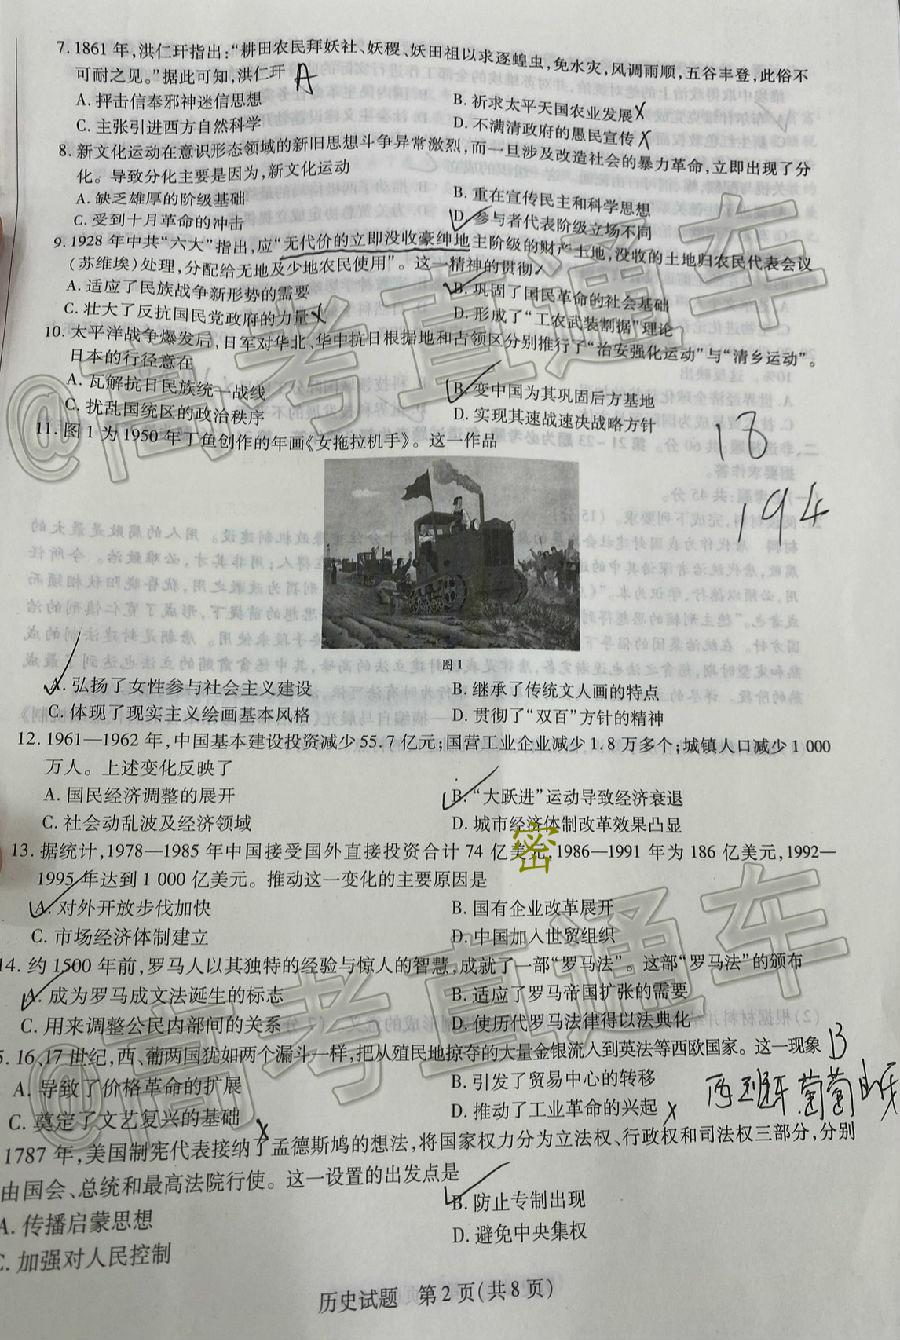 7. 1861 年,洪仁玕指出:“耕田农民拜妖社、妖稷、妖田祖以求逐蝗虫,免水灾,风调雨顺,五谷丰登,此俗不
可耐之见。”据此可知,洪仁玕 A
A. 抨击信奉邪神迷信思想
B. 祈求太平天国农业发展
C. 主张引进西方自然科学
D. 不满清政府的愚民宣传
8. 新文化运动在意识形态领域的新旧思想斗争异常激烈,而一旦涉及改造社会的暴力革命,立即出现了分
化。导致分化主要是因为,新文化运动
A. 缺乏雄厚的阶级基础
B. 重在宣传民主和科学思想
C. 受到十月革命的冲击
D. 参与者代表阶级立场不同
9. 1928 年中共“六大”指出,应“无代价的立即没收豪绅地主阶级的财产土地,没收的土地归农民代表会议
(苏维埃)处理,分配给无地及少地农民使用”。这一精神的贯彻
A. 适应了民族战争新形势的需要
B. 巩固了国民革命的社会基础
C. 壮大了反抗国民党政府的力量
D. 形成了“工农武装割据”理论
10. 太平洋战争爆发后,日军对华北、华中抗日根据地和占领区分别推行了“治安强化运动”与“清乡运动”。
日本的行径意在
A. 瓦解抗日民族统一战线
B. 变中国为其巩固后方基地
C. 扰乱国统区的政治秩序
D. 实现其速战速决战略方针
11. 图 1 为 1950 年丁鱼创作的年画《女拖拉机手》。这一作品
18
194
图 1
A. 弘扬了女性参与社会主义建设
B. 继承了传统文人画的特点
C. 体现了现实主义绘画基本风格
D. 贯彻了“双百”方针的精神
12. 1961—1962 年,中国基本建设投资减少 55.7 亿元;国营工业企业减少 1.8 万多个;城镇人口减少 1 000
万人。上述变化反映了
A. 国民经济调整的展开
B. “大跃进”运动导致经济衰退
C. 社会动乱波及经济领域
D. 城市经济体制改革效果凸显
13. 据统计,1978—1985 年中国接受国外直接投资合计 74 亿美元,1986—1991 年为 186 亿美元,1992—
1995 年达到 1 000 亿美元。推动这一变化的主要原因是
密
A. 对外开放步伐加快
B. 国有企业改革展开
C. 市场经济体制建立
D. 中国加入世贸组织
14. 约 1500 年前,罗马人以其独特的经验与惊人的智慧,成就了一部“罗马法”。这部“罗马法”的颁布
A. 成为罗马成文法诞生的标志
B. 适应了罗马帝国扩张的需要
C. 用来调整公民内部间的关系
D. 使历代罗马法律得以法典化
5. 16、17 世纪,西、葡两国犹如两个漏斗一样,把从殖民地掠夺的大量金银流入到英法等西欧国家。这一现象 B
A. 导致了价格革命的扩展
B. 引发了贸易中心的转移
C. 奠定了文艺复兴的基础
D. 推动了工业革命的兴起
西班牙 葡萄牙
1787 年,美国制宪代表接纳了孟德斯鸠的想法,将国家权力分为立法权、行政权和司法权三部分,分别
由国会、总统和最高法院行使。这一设置的出发点是
A. 传播启蒙思想
B. 防止专制出现
C. 加强对人民控制
D. 避免中央集权
历史试题 第 2 页(共 8 页)
@高考直通车
@高考直通车